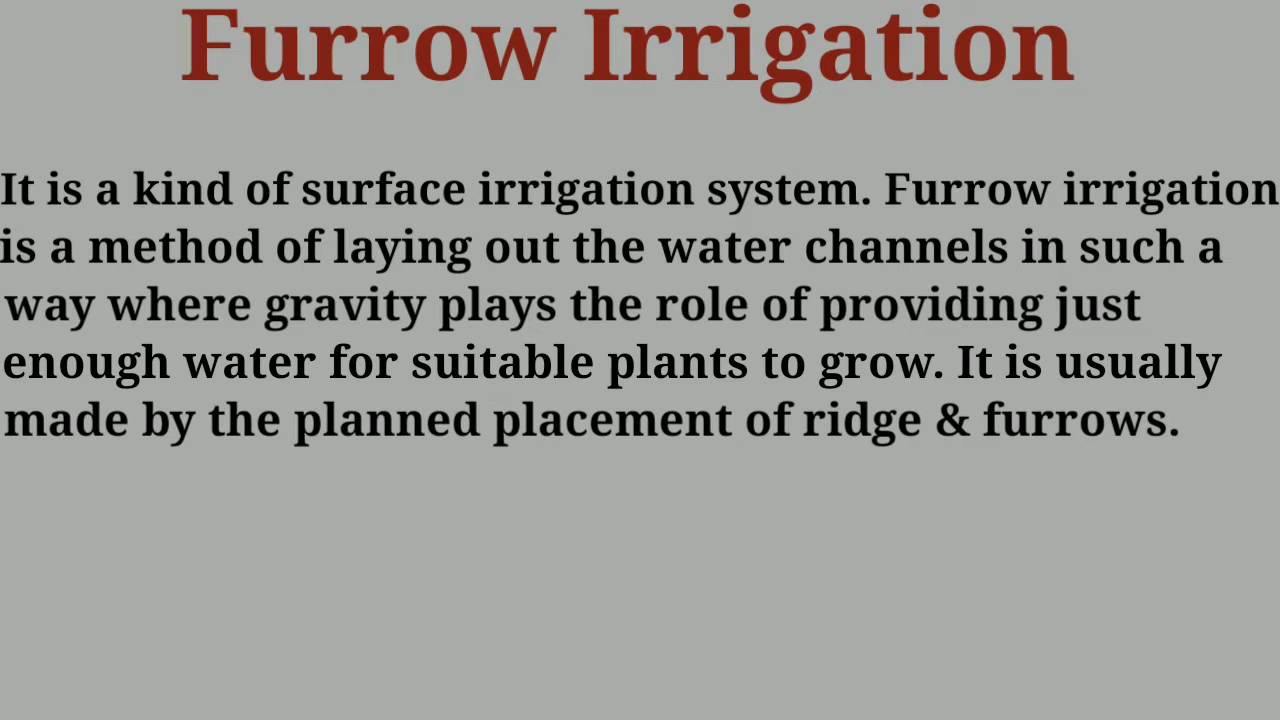 Furrow Irrigation
It is a kind of surface irrigation system. Furrow irrigation
is a method of laying out the water channels in such a
way where gravity plays the role of providing just
enough water for suitable plants to grow. It is usually
made by the planned placement of ridge & furrows.